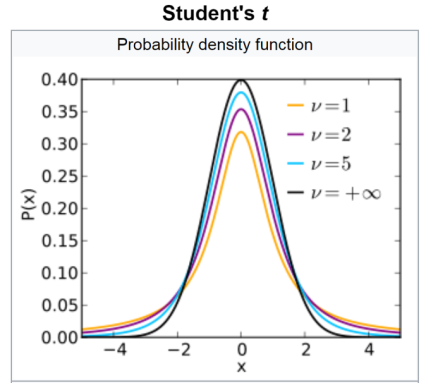 Student's t
Probability density function
0.40
0.35
0.30
0.25
0.20
0.15
0.10
0.05
0.00
P(x)
ν=1
ν=2
ν=5
ν=+∞
−4 −2 0 2 4
x